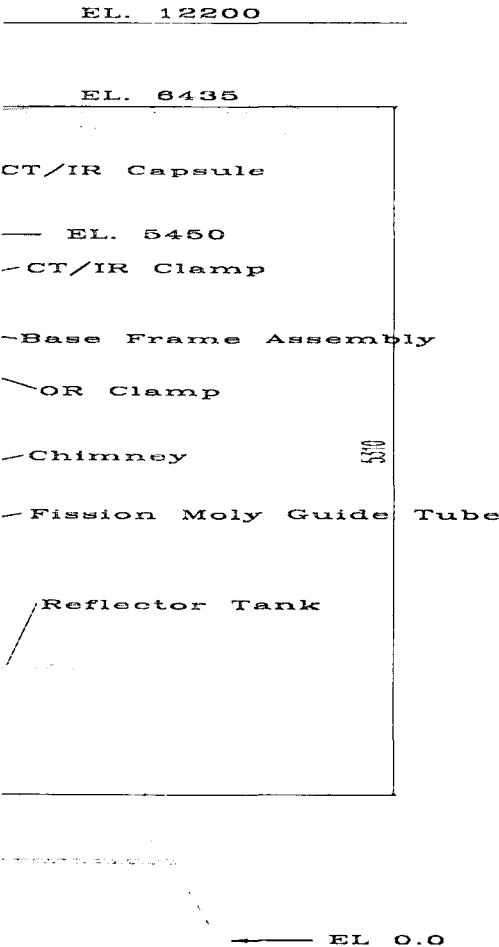 EL. 12200
EL. 6435
CT/IR Capsule
EL. 5450
CT/IR Clamp
Base Frame Assembly
OR Clamp
5310
Chimney
Fission Moly Guide Tube
Reflector Tank
EL 0.0